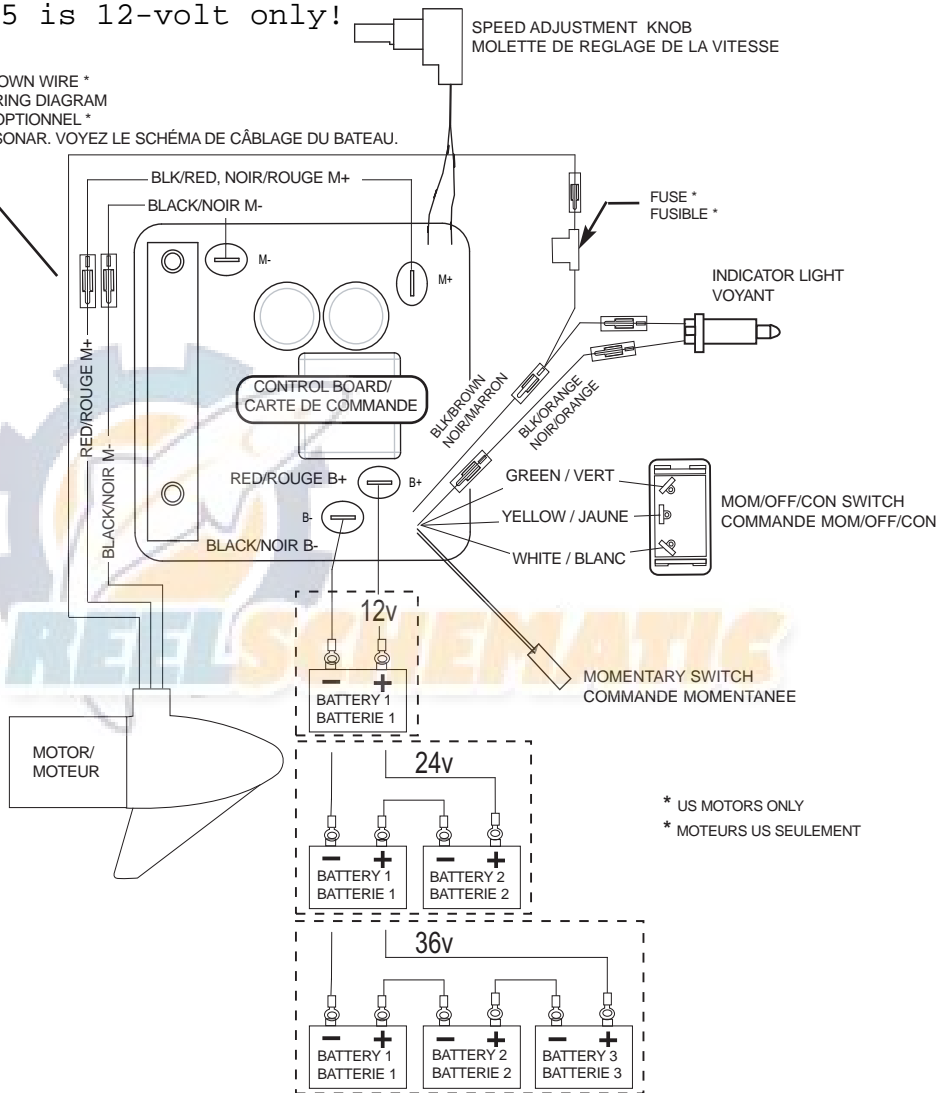 5 is 12-volt only!
SPEED ADJUSTMENT KNOB
MOLETTE DE REGLAGE DE LA VITESSE
OWN WIRE *
RING DIAGRAM
OPTIONNEL *
SONAR. VOYEZ LE SCHÉMA DE CÂBLAGE DU BATEAU.
BLK/RED, NOIR/ROUGE M+
BLACK/NOIR M-
M-
M+
FUSE *
FUSIBLE *
INDICATOR LIGHT
VOYANT
RED/ROUGE M+
BLACK/NOIR M-
CONTROL BOARD/
CARTE DE COMMANDE
BLK/BROWN
NOIR/MARRON
BLK/ORANGE
NOIR/ORANGE
RED/ROUGE B+
B+
B-
BLACK/NOIR B-
GREEN / VERT
YELLOW / JAUNE
WHITE / BLANC
MOM/OFF/CON SWITCH
COMMANDE MOM/OFF/CON
REELSCHEMATIC
12v
- +
BATTERY 1
BATTERIE 1
MOMENTARY SWITCH
COMMANDE MOMENTANEE
MOTOR/
MOTEUR
24v
- + - +
BATTERY 1 BATTERY 2
BATTERIE 1 BATTERIE 2
* US MOTORS ONLY
* MOTEURS US SEULEMENT
36v
- + - + - +
BATTERY 1 BATTERY 2 BATTERY 3
BATTERIE 1 BATTERIE 2 BATTERIE 3